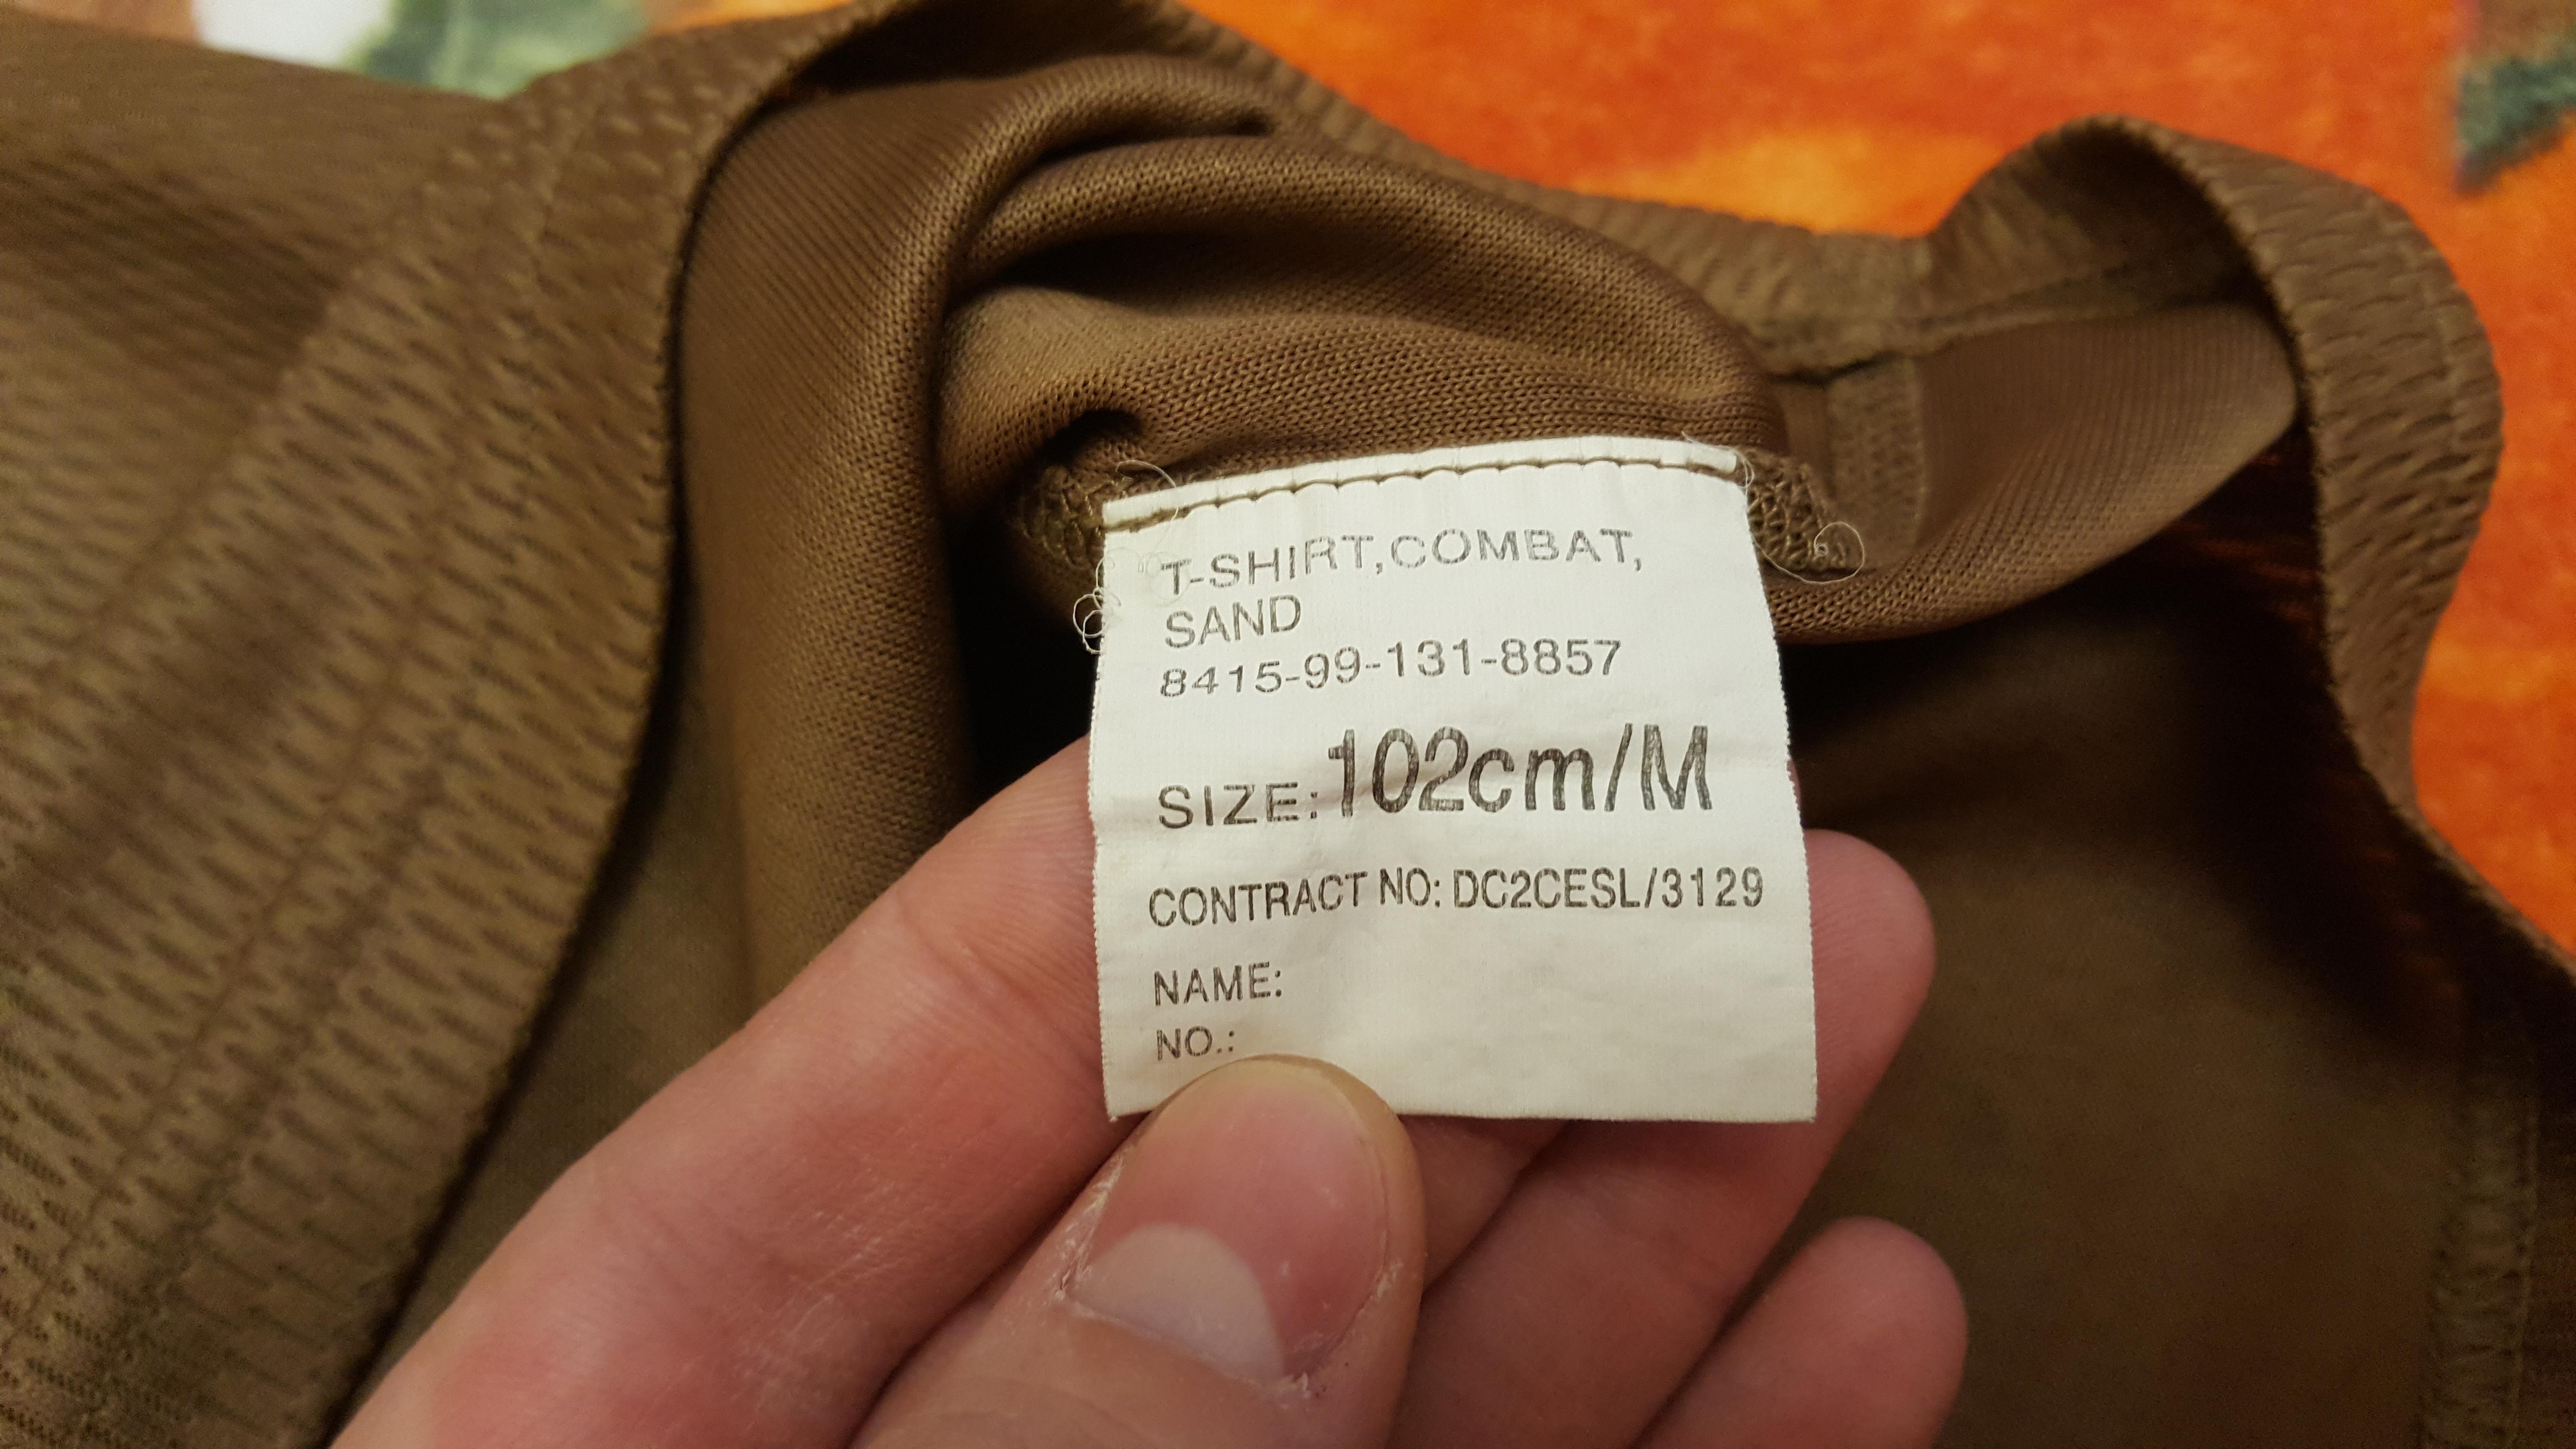 T-SHIRT,COMBAT,
SAND
8415-99-131-8857
SIZE:102cm/M
CONTRACT NO: DC2CESL/3129
NAME:
NO.: